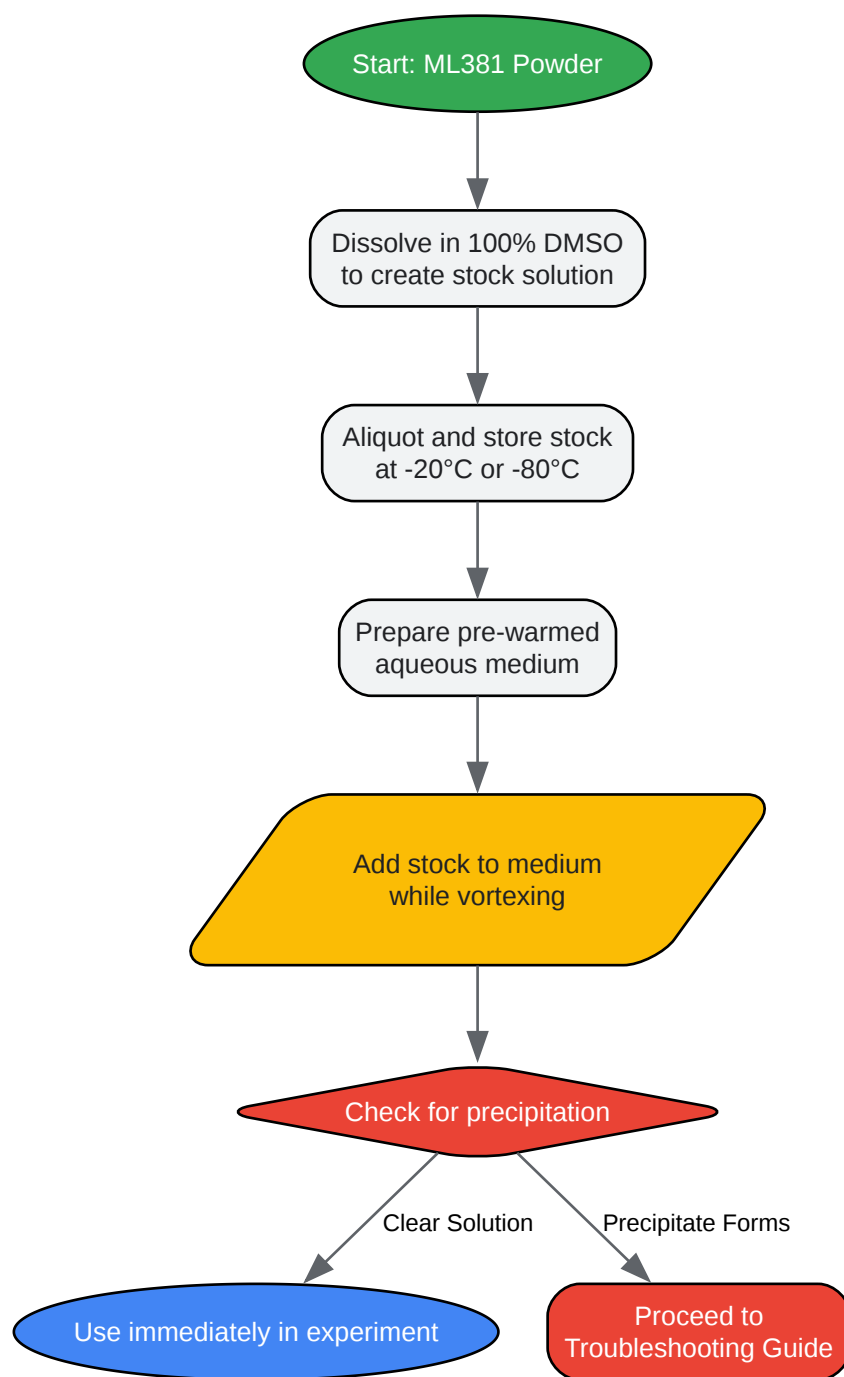 Start: ML381 Powder
Dissolve in 100% DMSO
to create stock solution
Aliquot and store stock
at -20°C or -80°C
Prepare pre-warmed
aqueous medium
Add stock to medium
while vortexing
Check for precipitation
Clear Solution
Precipitate Forms
Use immediately in experiment
Proceed to
Troubleshooting Guide